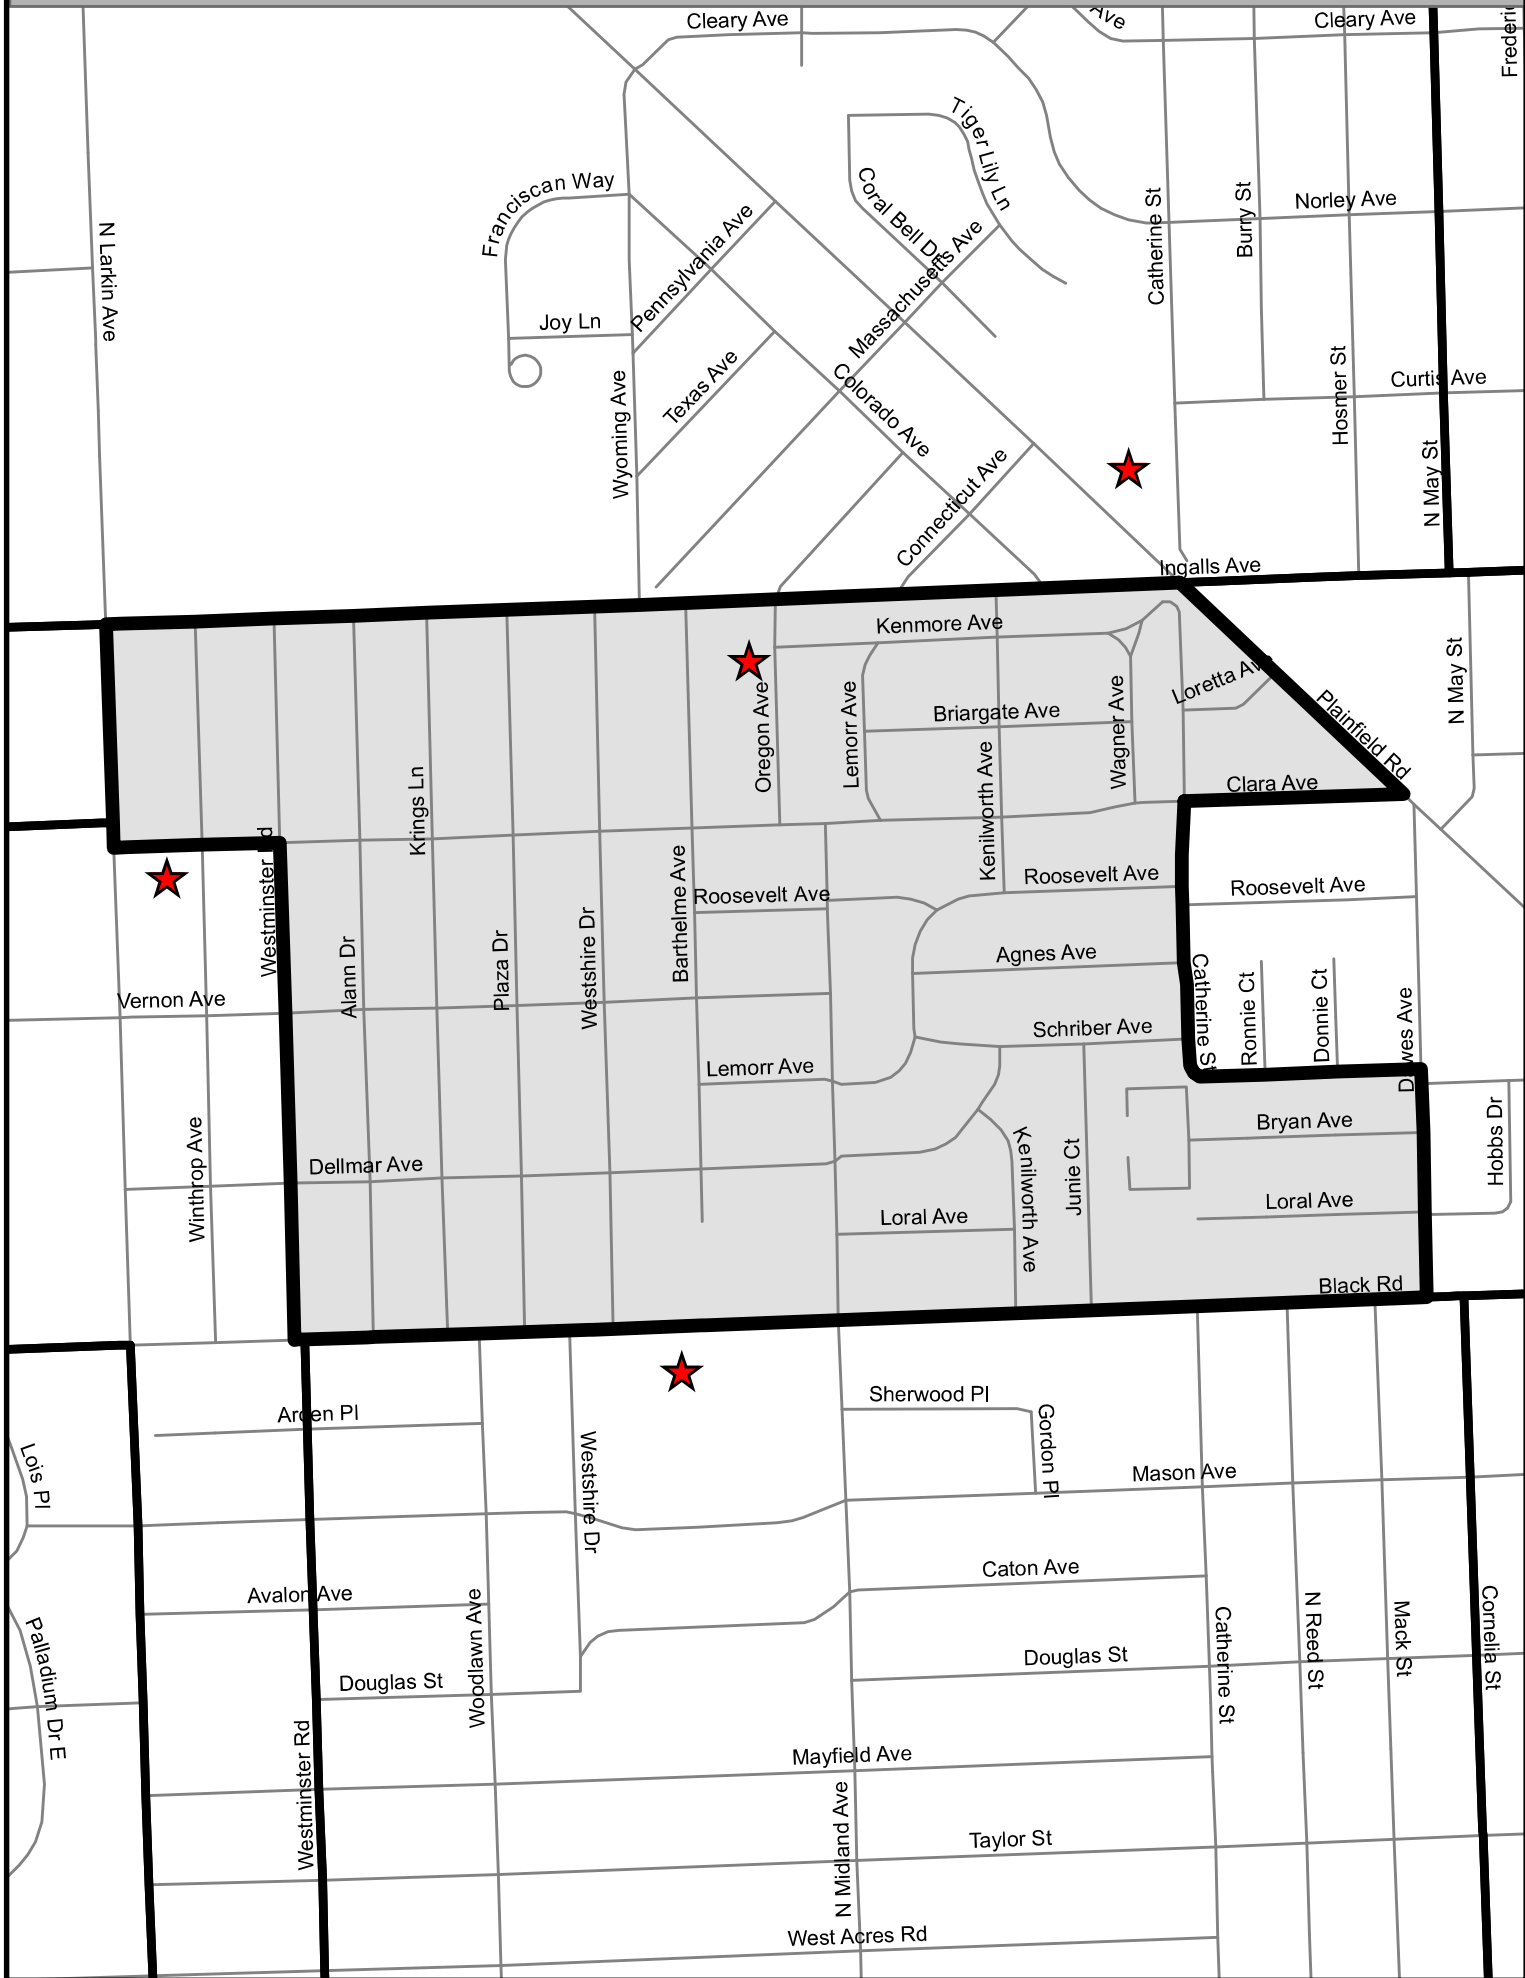 Cleary Ave
Ave
Cleary Ave
Frederic
Tiger Lily Ln
Franciscan Way
Coral Bell Dr
Norley Ave
Burry St
Catherine St
N Larkin Ave
Pennsylvania Ave
Massachusetts Ave
Joy Ln
Texas Ave
Colorado Ave
Hosmer St
Curtis Ave
Wyoming Ave
Connecticut Ave
N May St
Ingalls Ave
Kenmore Ave
Loretta Ave
N May St
Plainfield Rd
Oregon Ave
Lemorr Ave
Briargate Ave
Wagner Ave
Clara Ave
Krings Ln
Kenilworth Ave
Westminster Rd
Barthelme Ave
Roosevelt Ave
Roosevelt Ave
Roosevelt Ave
Alann Dr
Plaza Dr
Westshire Dr
Agnes Ave
Catherine St
Ronnie Ct
Donnie Ct
Dawes Ave
Vernon Ave
Schriber Ave
Lemorr Ave
Winthrop Ave
Dellmar Ave
Kenilworth Ave
Junie Ct
Bryan Ave
Hobbs Dr
Loral Ave
Loral Ave
Black Rd
Arden Pl
Sherwood Pl
Gordon Pl
Lois Pl
Westshire Dr
Mason Ave
Avalon Ave
Caton Ave
Woodlawn Ave
Palladium Dr E
Douglas St
Douglas St
Catherine St
N Reed St
Mack St
Cornelia St
Westminster Rd
Mayfield Ave
N Midland Ave
Taylor St
West Acres Rd